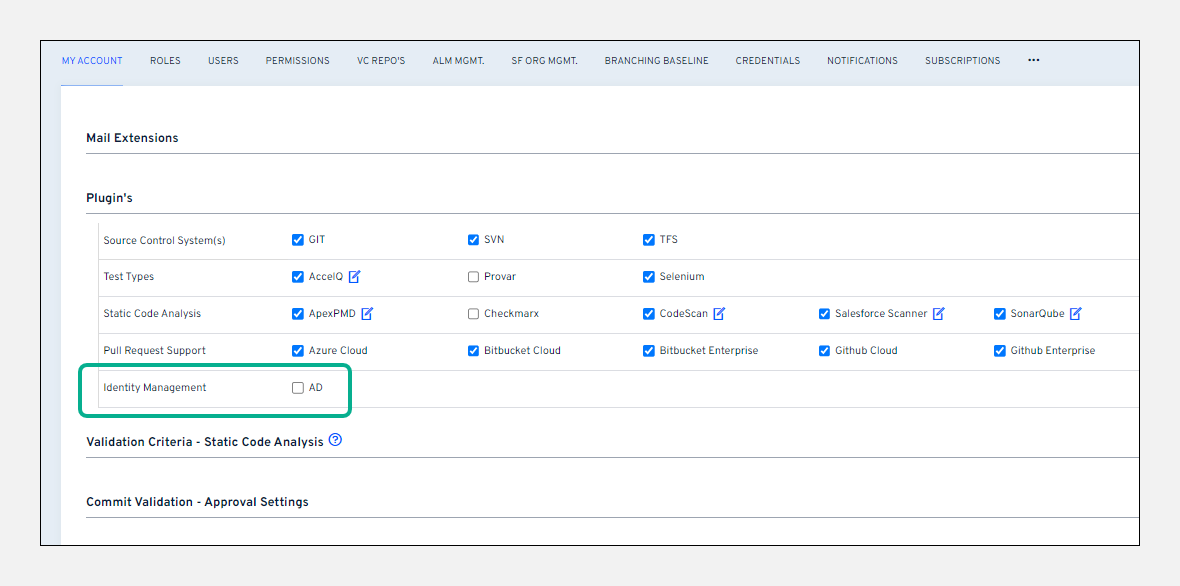 MY ACCOUNT ROLES USERS PERMISSIONS VC REPO'S ALM MGMT. SF ORG MGMT. BRANCHING BASELINE CREDENTIALS NOTIFICATIONS SUBSCRIPTIONS ...
Mail Extensions
Plugin's
Source Control System(s) GIT SVN TFS
Test Types AccelQ Provar Selenium
Static Code Analysis ApexPMD Checkmarx CodeScan Salesforce Scanner SonarQube
Pull Request Support Azure Cloud Bitbucket Cloud Bitbucket Enterprise Github Cloud Github Enterprise
Identity Management AD
Validation Criteria - Static Code Analysis ?
Commit Validation - Approval Settings